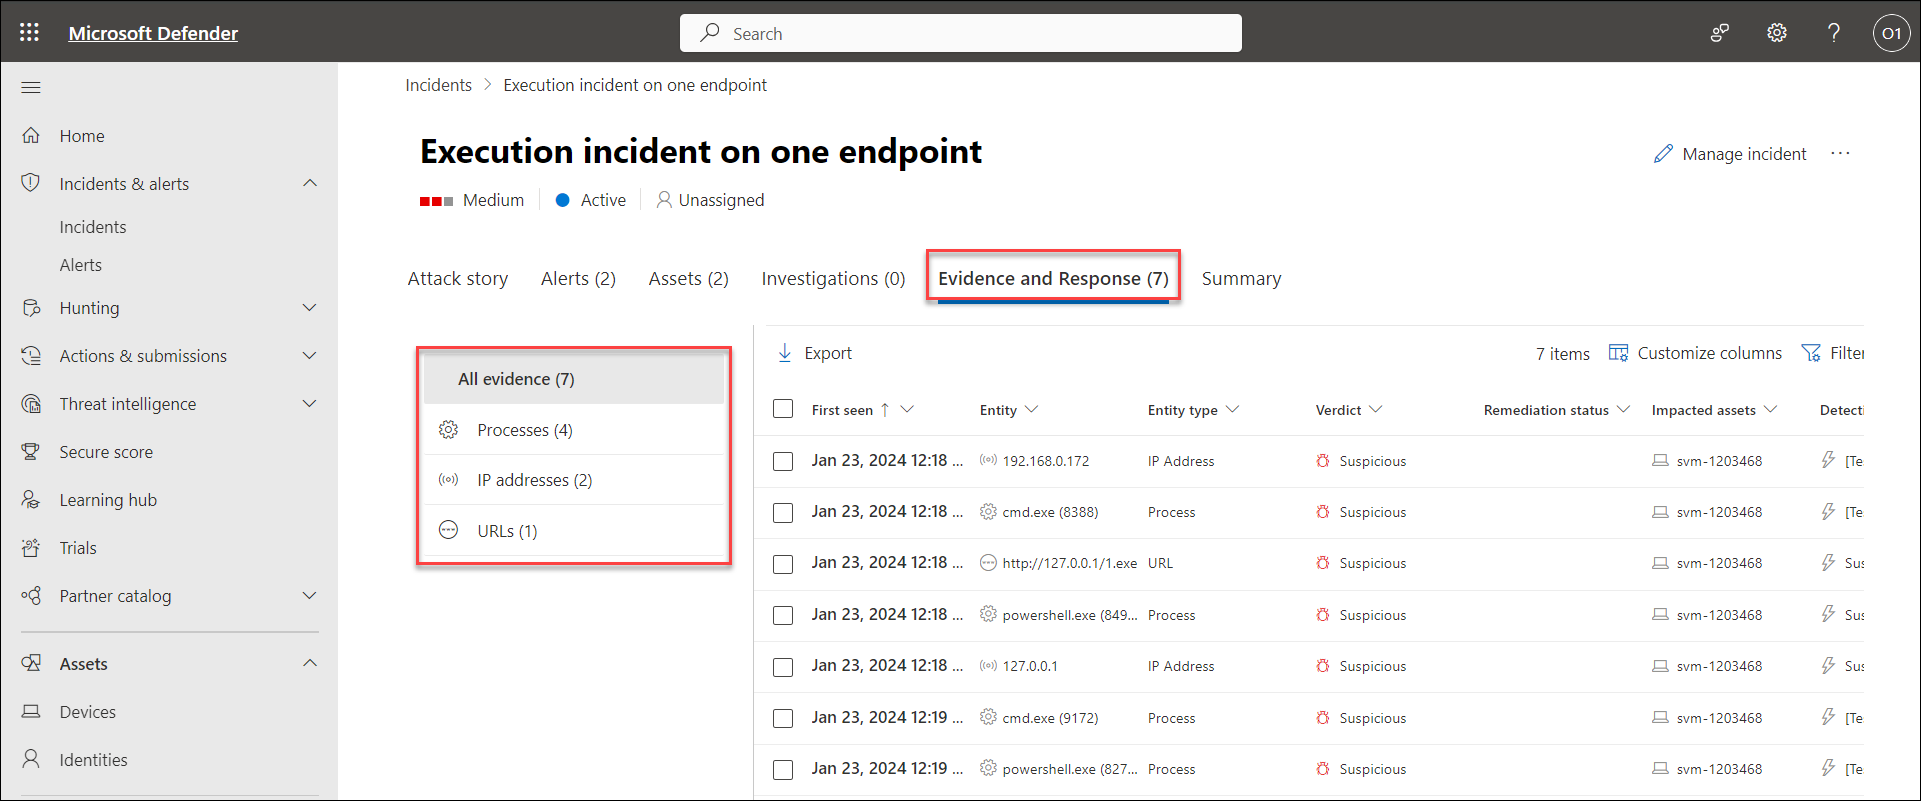 Microsoft Defender
Search
?
O1
Incidents > Execution incident on one endpoint
Home
Incidents & alerts
Incidents
Alerts
Hunting
Actions & submissions
Threat intelligence
Secure score
Learning hub
Trials
Partner catalog
Assets
Devices
Identities
Execution incident on one endpoint
Manage incident ...
Medium Active Unassigned
Attack story Alerts (2) Assets (2) Investigations (0) Evidence and Response (7) Summary
All evidence (7)
Processes (4)
IP addresses (2)
URLs (1)
Export 7 items Customize columns Filter
First seen ↑ Entity Entity type Verdict Remediation status Impacted assets Detecti
Jan 23, 2024 12:18 ... 192.168.0.172 IP Address Suspicious svm-1203468 [Te
Jan 23, 2024 12:18 ... cmd.exe (8388) Process Suspicious svm-1203468 [Te
Jan 23, 2024 12:18 ... http://127.0.0.1/1.exe URL Suspicious svm-1203468 Sus
Jan 23, 2024 12:18 ... powershell.exe (849... Process Suspicious svm-1203468 Sus
Jan 23, 2024 12:18 ... 127.0.0.1 IP Address Suspicious svm-1203468 Sus
Jan 23, 2024 12:19 ... cmd.exe (9172) Process Suspicious svm-1203468 [Te
Jan 23, 2024 12:19 ... powershell.exe (827... Process Suspicious svm-1203468 [Te